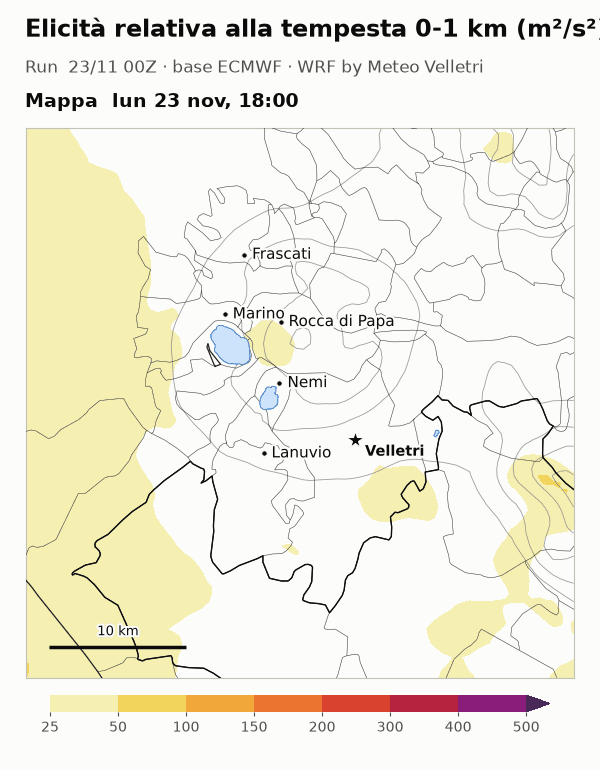 Elicità relativa alla tempesta 0-1 km (m²/s²)
Run  23/11 00Z · base ECMWF · WRF by Meteo Velletri
Mappa  lun 23 nov, 18:00
Frascati
Marino
Rocca di Papa
Nemi
Velletri
Lanuvio
10 km
25 50 100 150 200 300 400 500